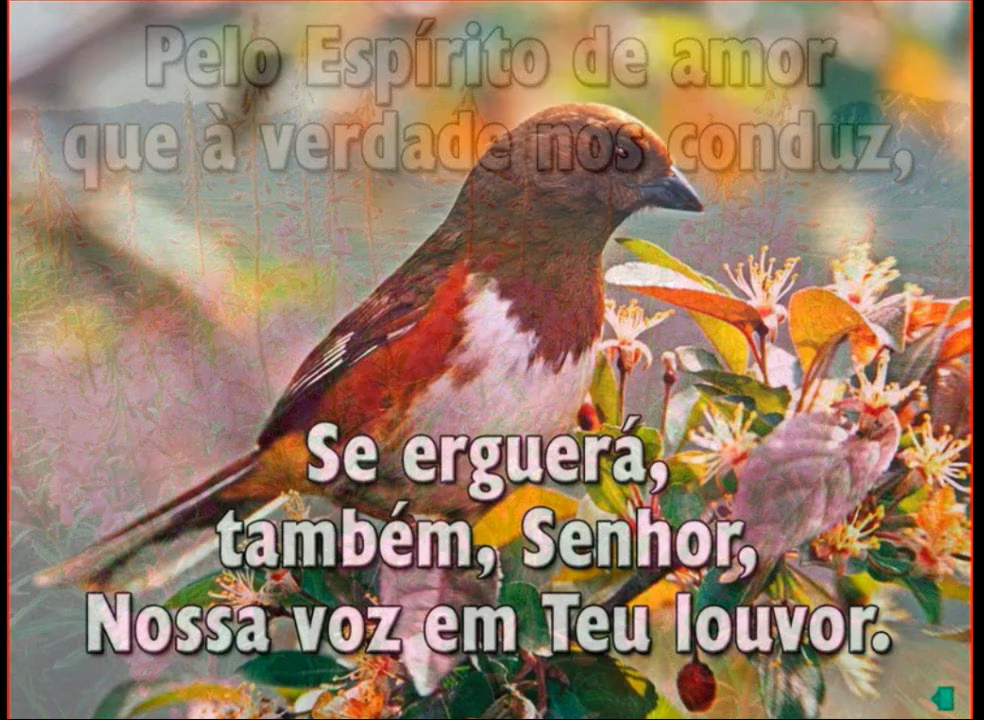 Pelo Espírito de amor
que à verdade nos conduz,
Se erguerá,
também, Senhor,
Nossa voz em Teu louvor.